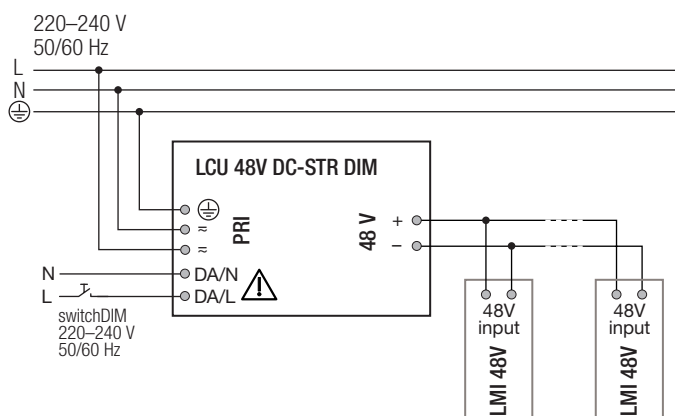 220–240 V
50/60 Hz
L
N
LCU 48V DC-STR DIM
PRI
≂
≂
48 V
+
−
N
DA/N
L
DA/L
switchDIM
220–240 V
50/60 Hz
48V
input
LMI 48V
48V
input
LMI 48V